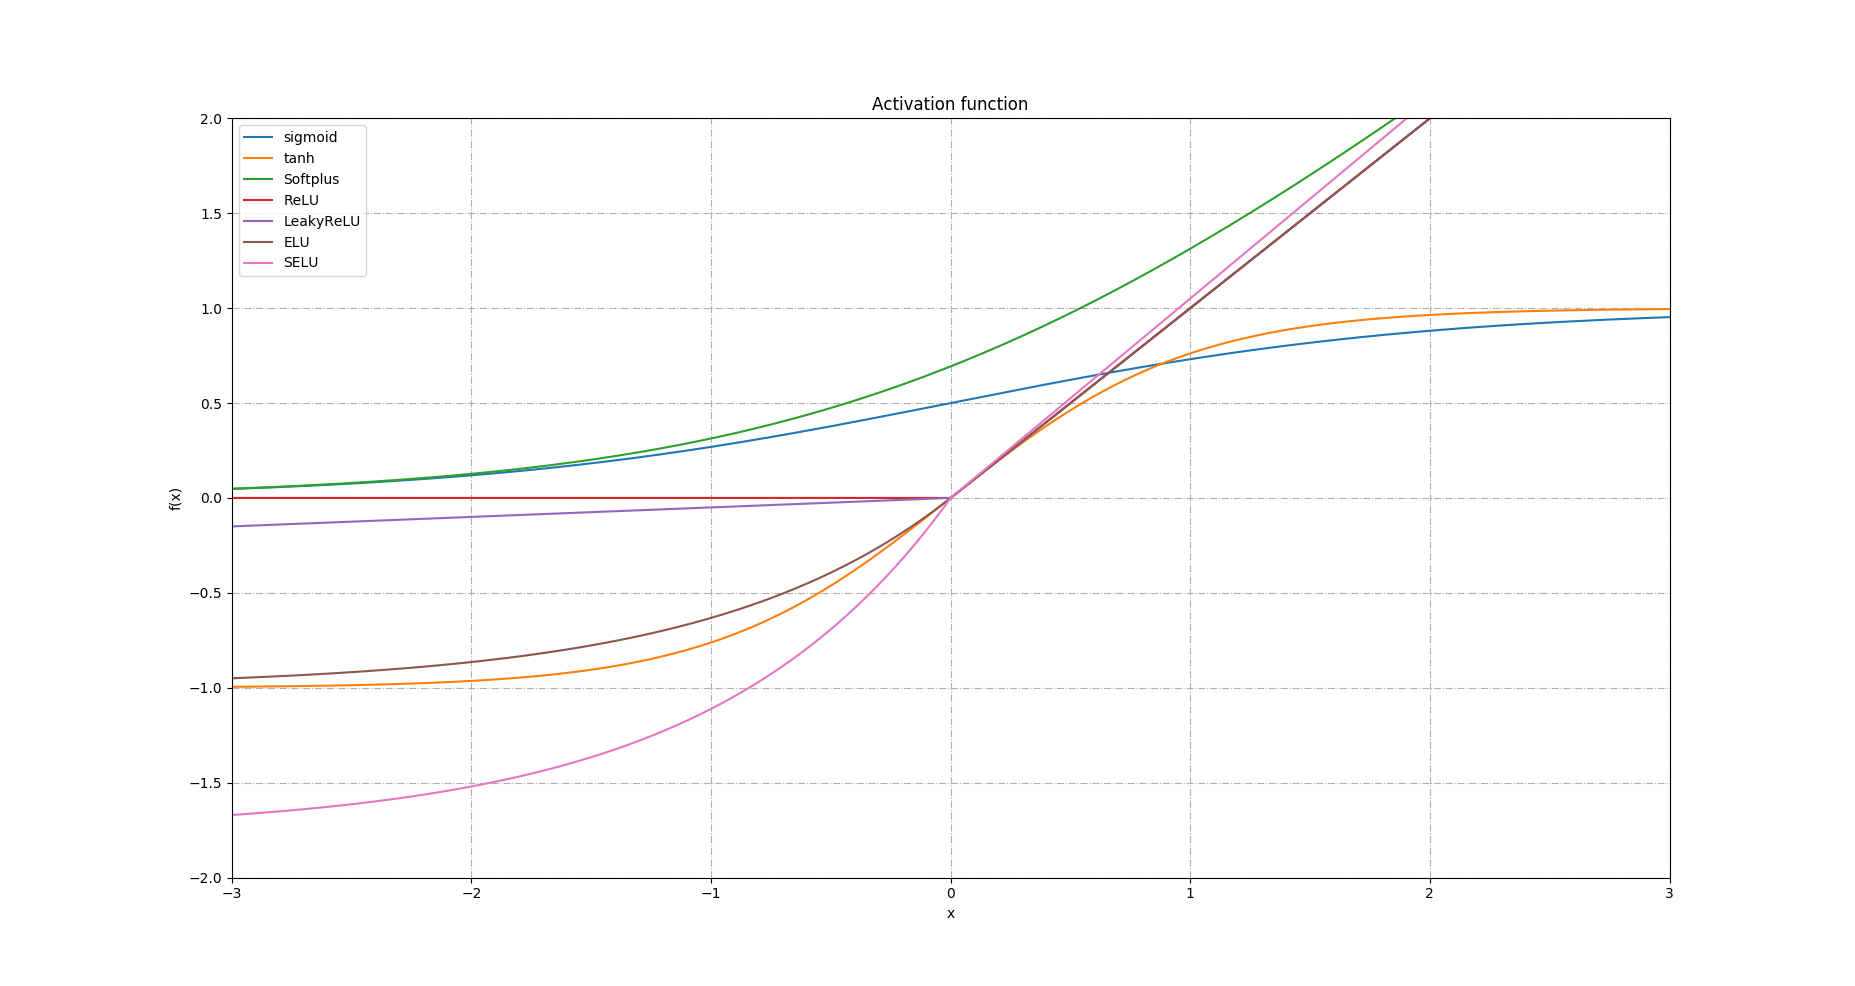 Activation function
sigmoid
tanh
Softplus
ReLU
LeakyReLU
ELU
SELU
2.0
1.5
1.0
0.5
0.0
−0.5
−1.0
−1.5
−2.0
f(x)
−3 −2 −1 0 1 2 3
x